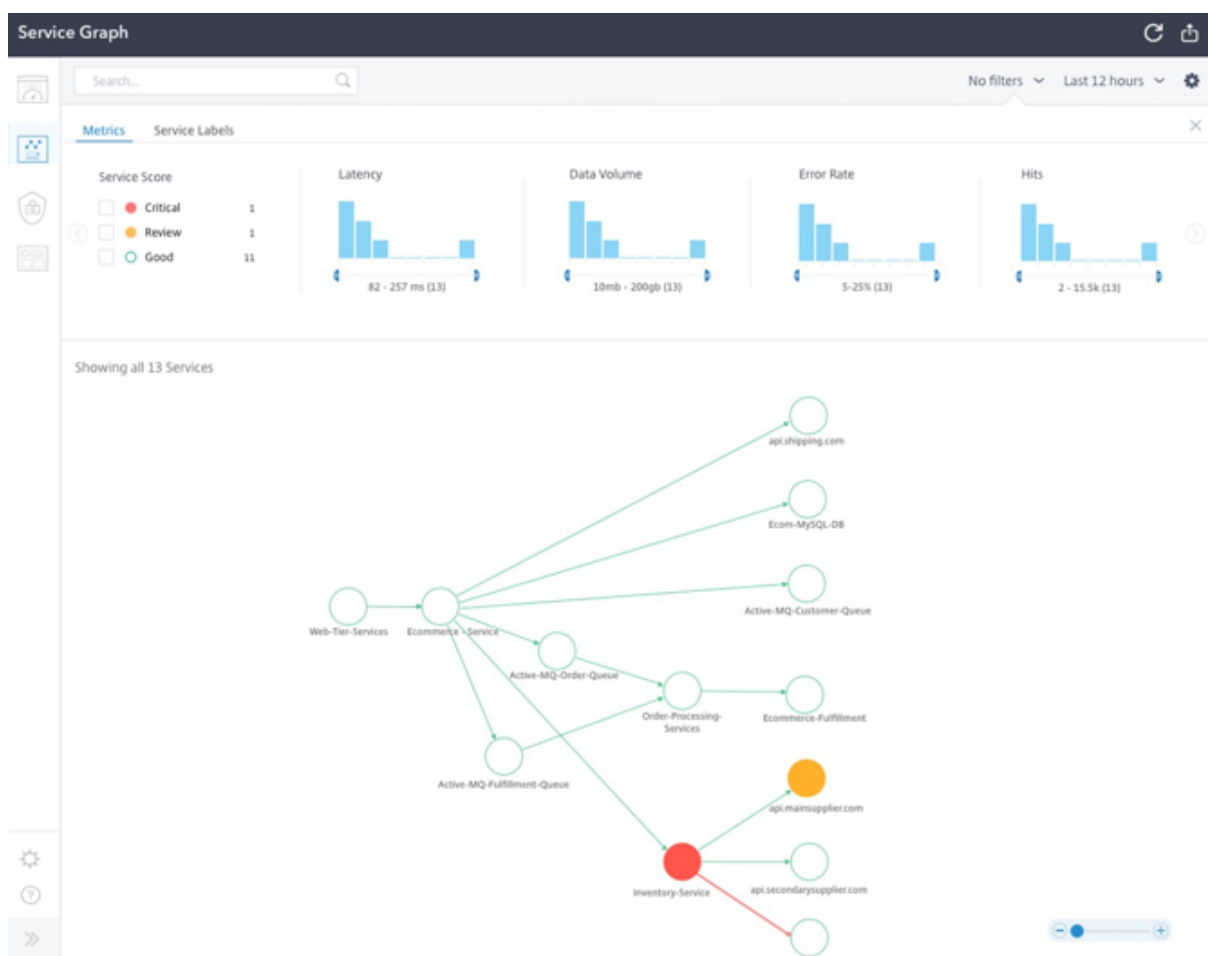 Service Graph
Search...
No filters
Last 12 hours
Metrics
Service Labels
Service Score
Critical 1
Review 1
Good 11
Latency
82 - 257 ms (13)
Data Volume
10mb - 200gb (13)
Error Rate
5-25% (13)
Hits
2 - 15.5k (13)
Showing all 13 Services
api.shipping.com
Ecom-MySQL-DB
Active-MQ-Customer-Queue
Web-Tier-Services
Ecommerce - Service
Active-MQ-Order-Queue
Order-Processing-
Services
Ecommerce-Fulfillment
Active-MQ-Fulfillment-Queue
api.mainsupplier.com
Inventory-Service
api.secondarysupplier.com